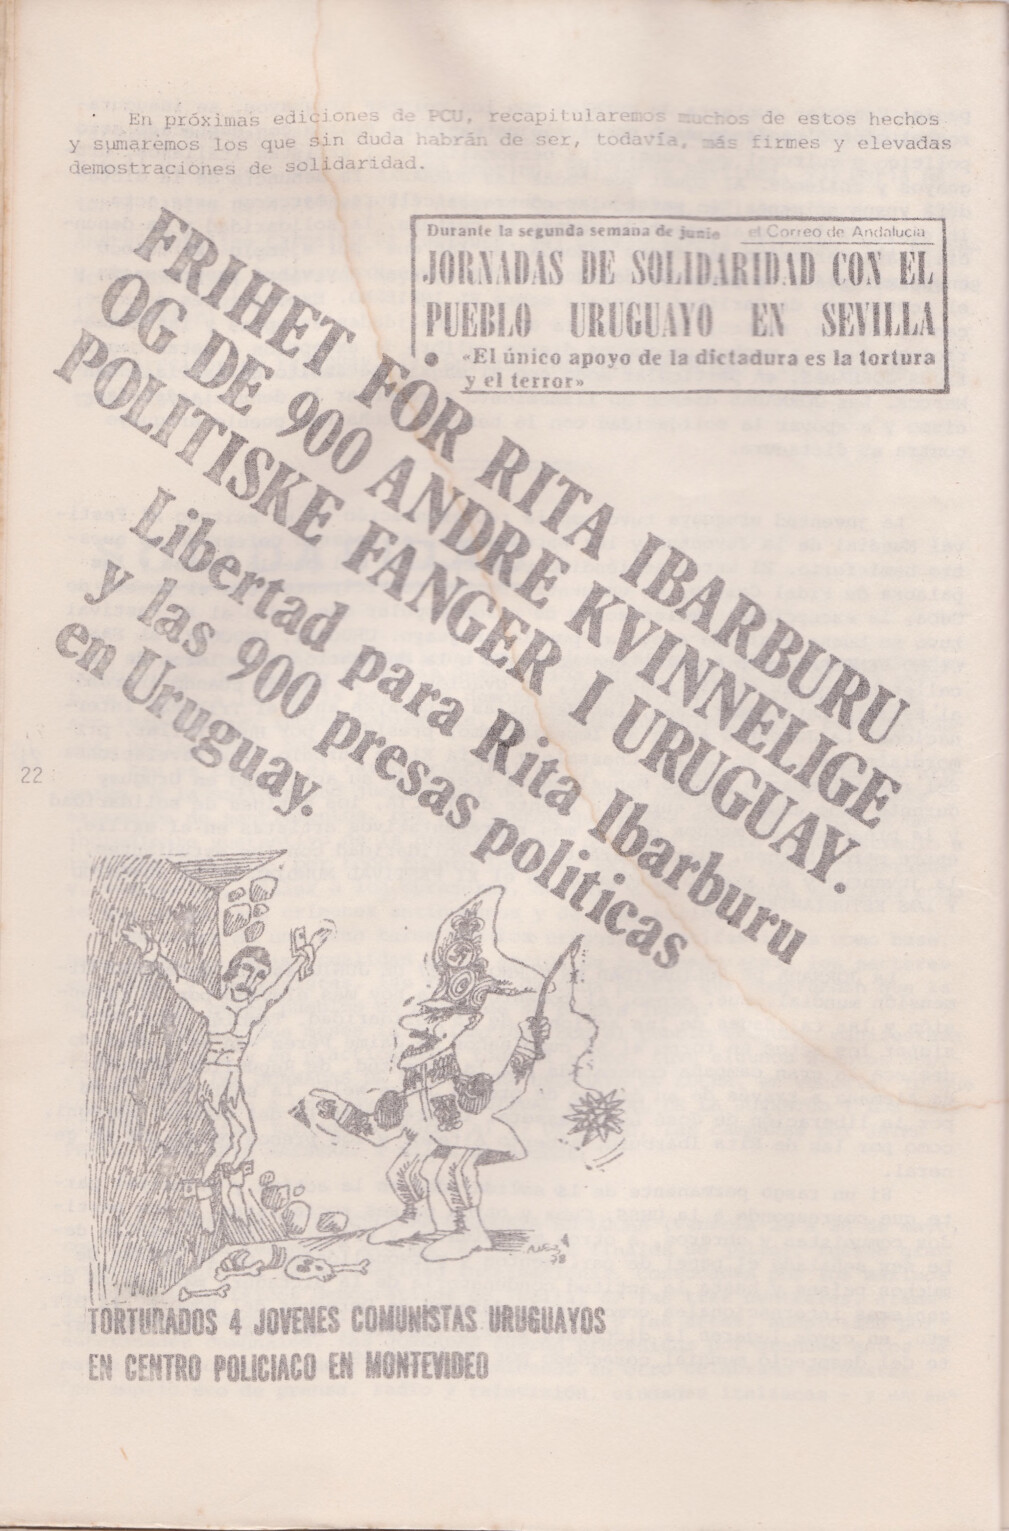 En próximas ediciones de PCU, recapitularemos muchos de estos hechos
y sumaremos los que sin duda habrán de ser, todavía, más firmes y elevadas
demostraciones de solidaridad.
Durante la segunda semana de junio el Correo de Andalucía
JORNADAS DE SOLIDARIDAD CON EL
PUEBLO URUGUAYO EN SEVILLA
• «El único apoyo de la dictadura es la tortura
y el terror»
FRIHET FOR RITA IBARBURU
OG DE 900 ANDRE KVINNELIGE
POLITISKE FANGER I URUGUAY.
Libertad para Rita Ibarburu
y las 900 presas politicas
en Uruguay.
22
TORTURADOS 4 JOVENES COMUNISTAS URUGUAYOS
EN CENTRO POLICIACO EN MONTEVIDEO